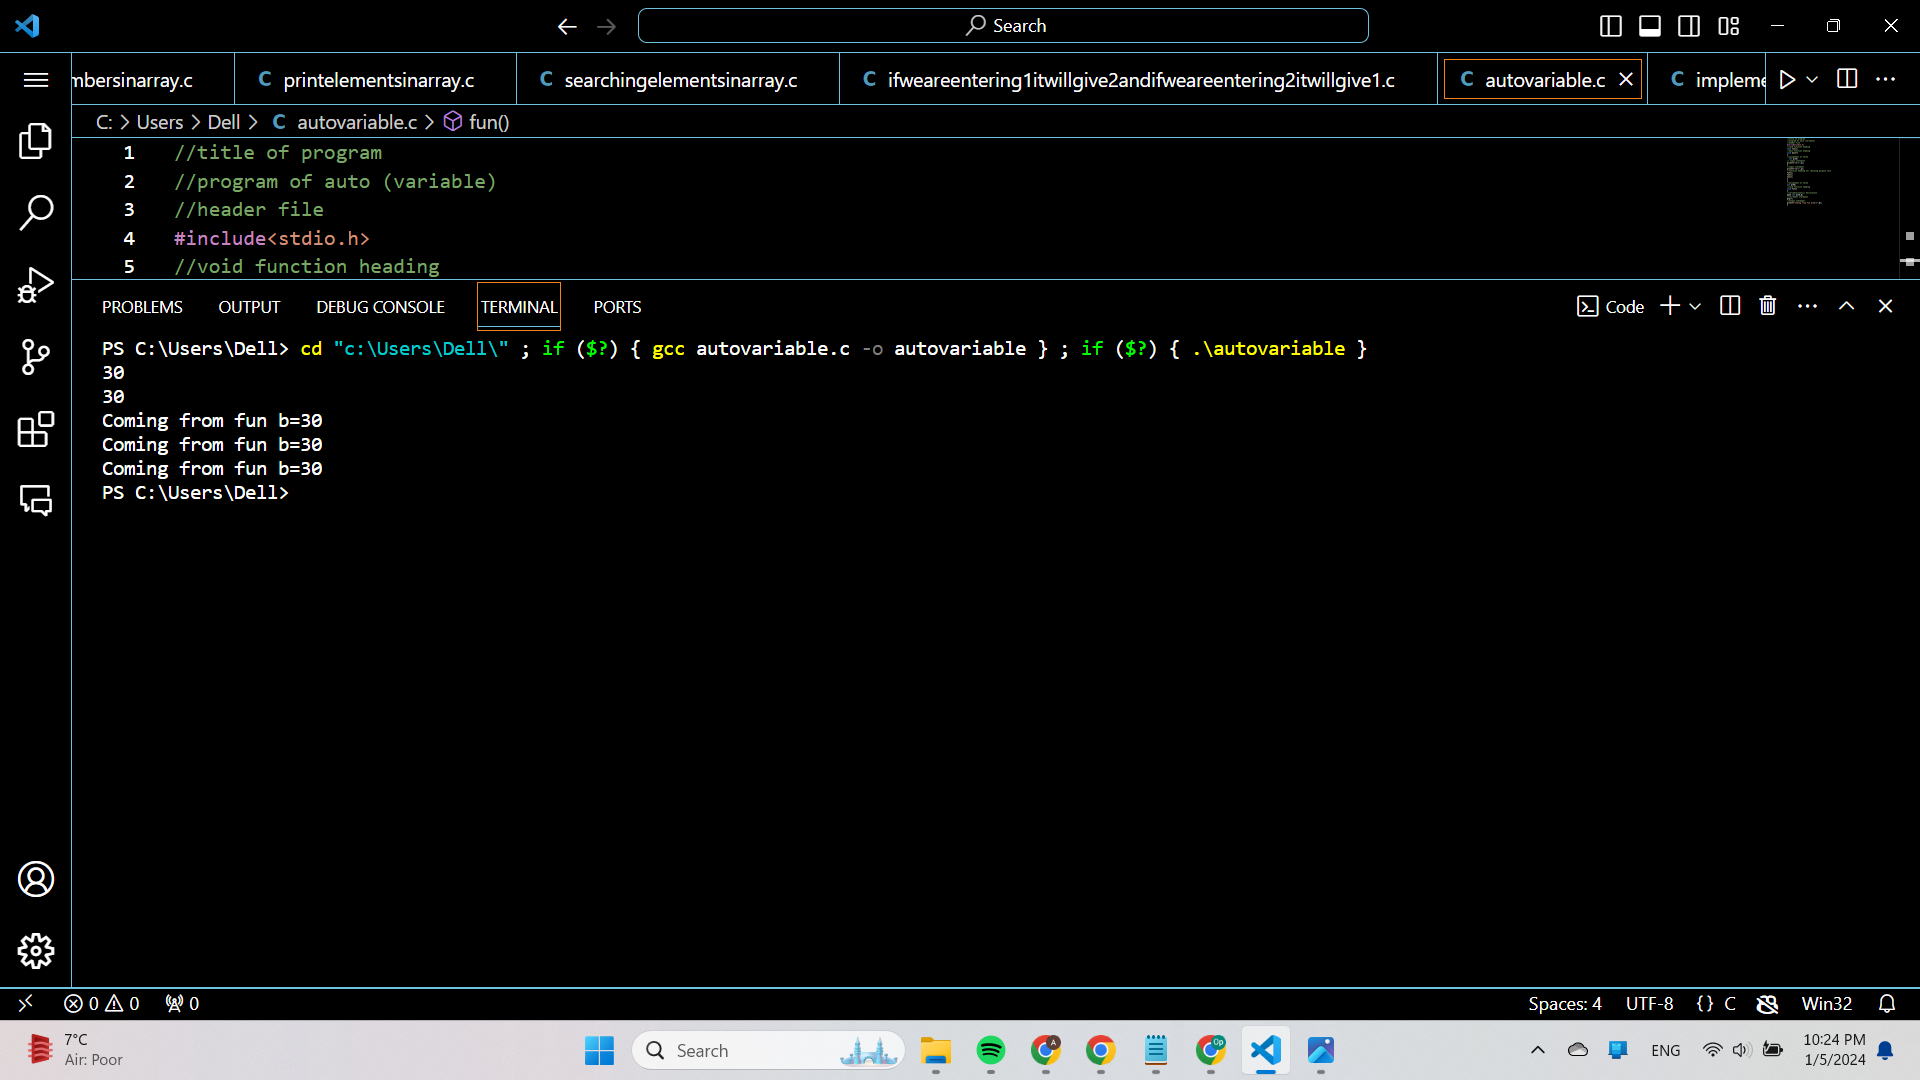 Search
mbersinarray.c
C printelementsinarray.c
C searchingelementsinarray.c
C ifweareentering1itwillgive2andifweareentering2itwillgive1.c
C autovariable.c
C impleme
C: > Users > Dell > C autovariable.c > fun()
1 //title of program
2 //program of auto (variable)
3 //header file
4 #include<stdio.h>
5 //void function heading
PROBLEMS OUTPUT DEBUG CONSOLE TERMINAL PORTS
Code
PS C:\Users\Dell> cd "c:\Users\Dell\" ; if ($?) { gcc autovariable.c -o autovariable } ; if ($?) { .\autovariable }
30
30
Coming from fun b=30
Coming from fun b=30
Coming from fun b=30
PS C:\Users\Dell>
0 0 0
Spaces: 4 UTF-8 {} C Win32
7°C
Air: Poor
Search
A
Op
ENG
10:24 PM
1/5/2024